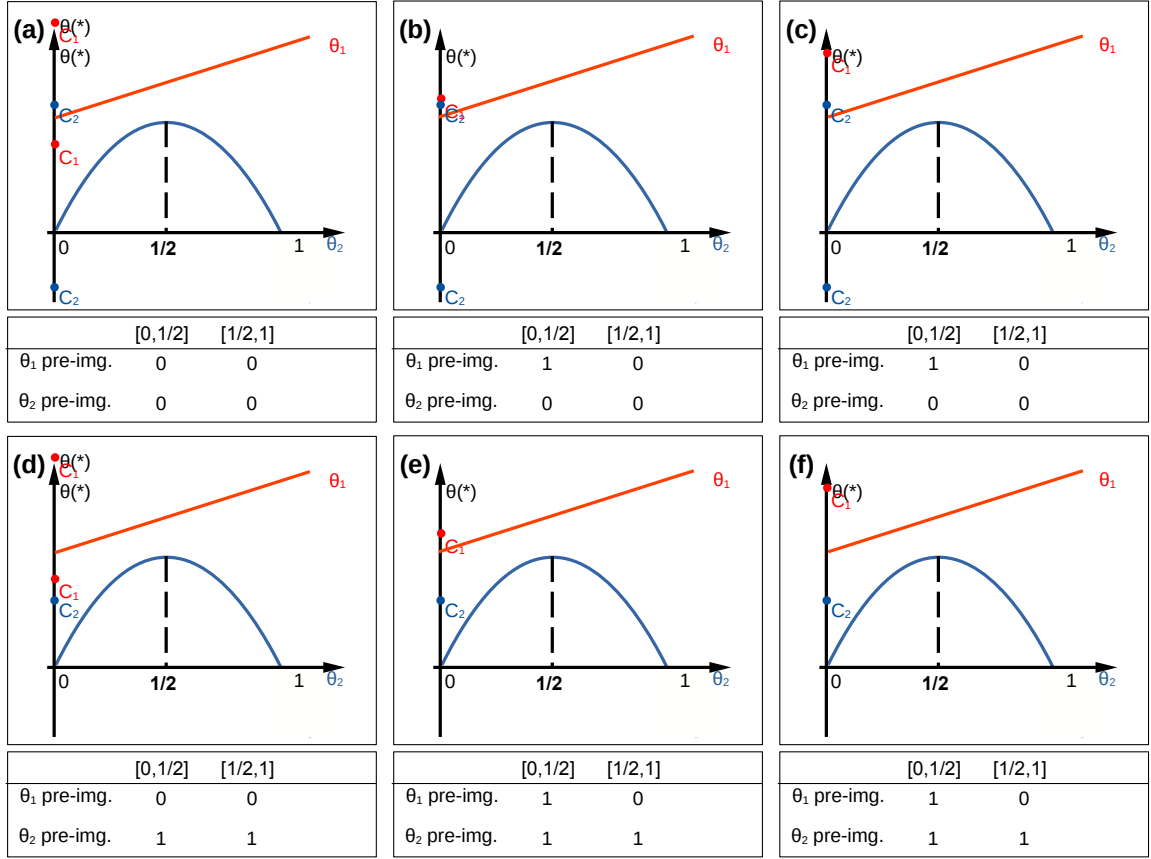 (a)
θ(*)
C₁
θ(*)
θ₁
C₂
C₁
0
1/2
1
θ₂
C₂
[0,1/2] [1/2,1]
θ₁ pre-img. 0 0
θ₂ pre-img. 0 0
(b)
θ(*)
θ₁
C₁
C₂
0
1/2
1
θ₂
C₂
[0,1/2] [1/2,1]
θ₁ pre-img. 1 0
θ₂ pre-img. 0 0
(c)
θ(*)
C₁
θ₁
C₂
0
1/2
1
θ₂
C₂
[0,1/2] [1/2,1]
θ₁ pre-img. 1 0
θ₂ pre-img. 0 0
(d)
θ(*)
C₁
θ(*)
θ₁
C₁
C₂
0
1/2
1
θ₂
[0,1/2] [1/2,1]
θ₁ pre-img. 0 0
θ₂ pre-img. 1 1
(e)
θ(*)
θ₁
C₁
C₂
0
1/2
1
θ₂
[0,1/2] [1/2,1]
θ₁ pre-img. 1 0
θ₂ pre-img. 1 1
(f)
θ(*)
C₁
θ₁
C₂
0
1/2
1
θ₂
[0,1/2] [1/2,1]
θ₁ pre-img. 1 0
θ₂ pre-img. 1 1